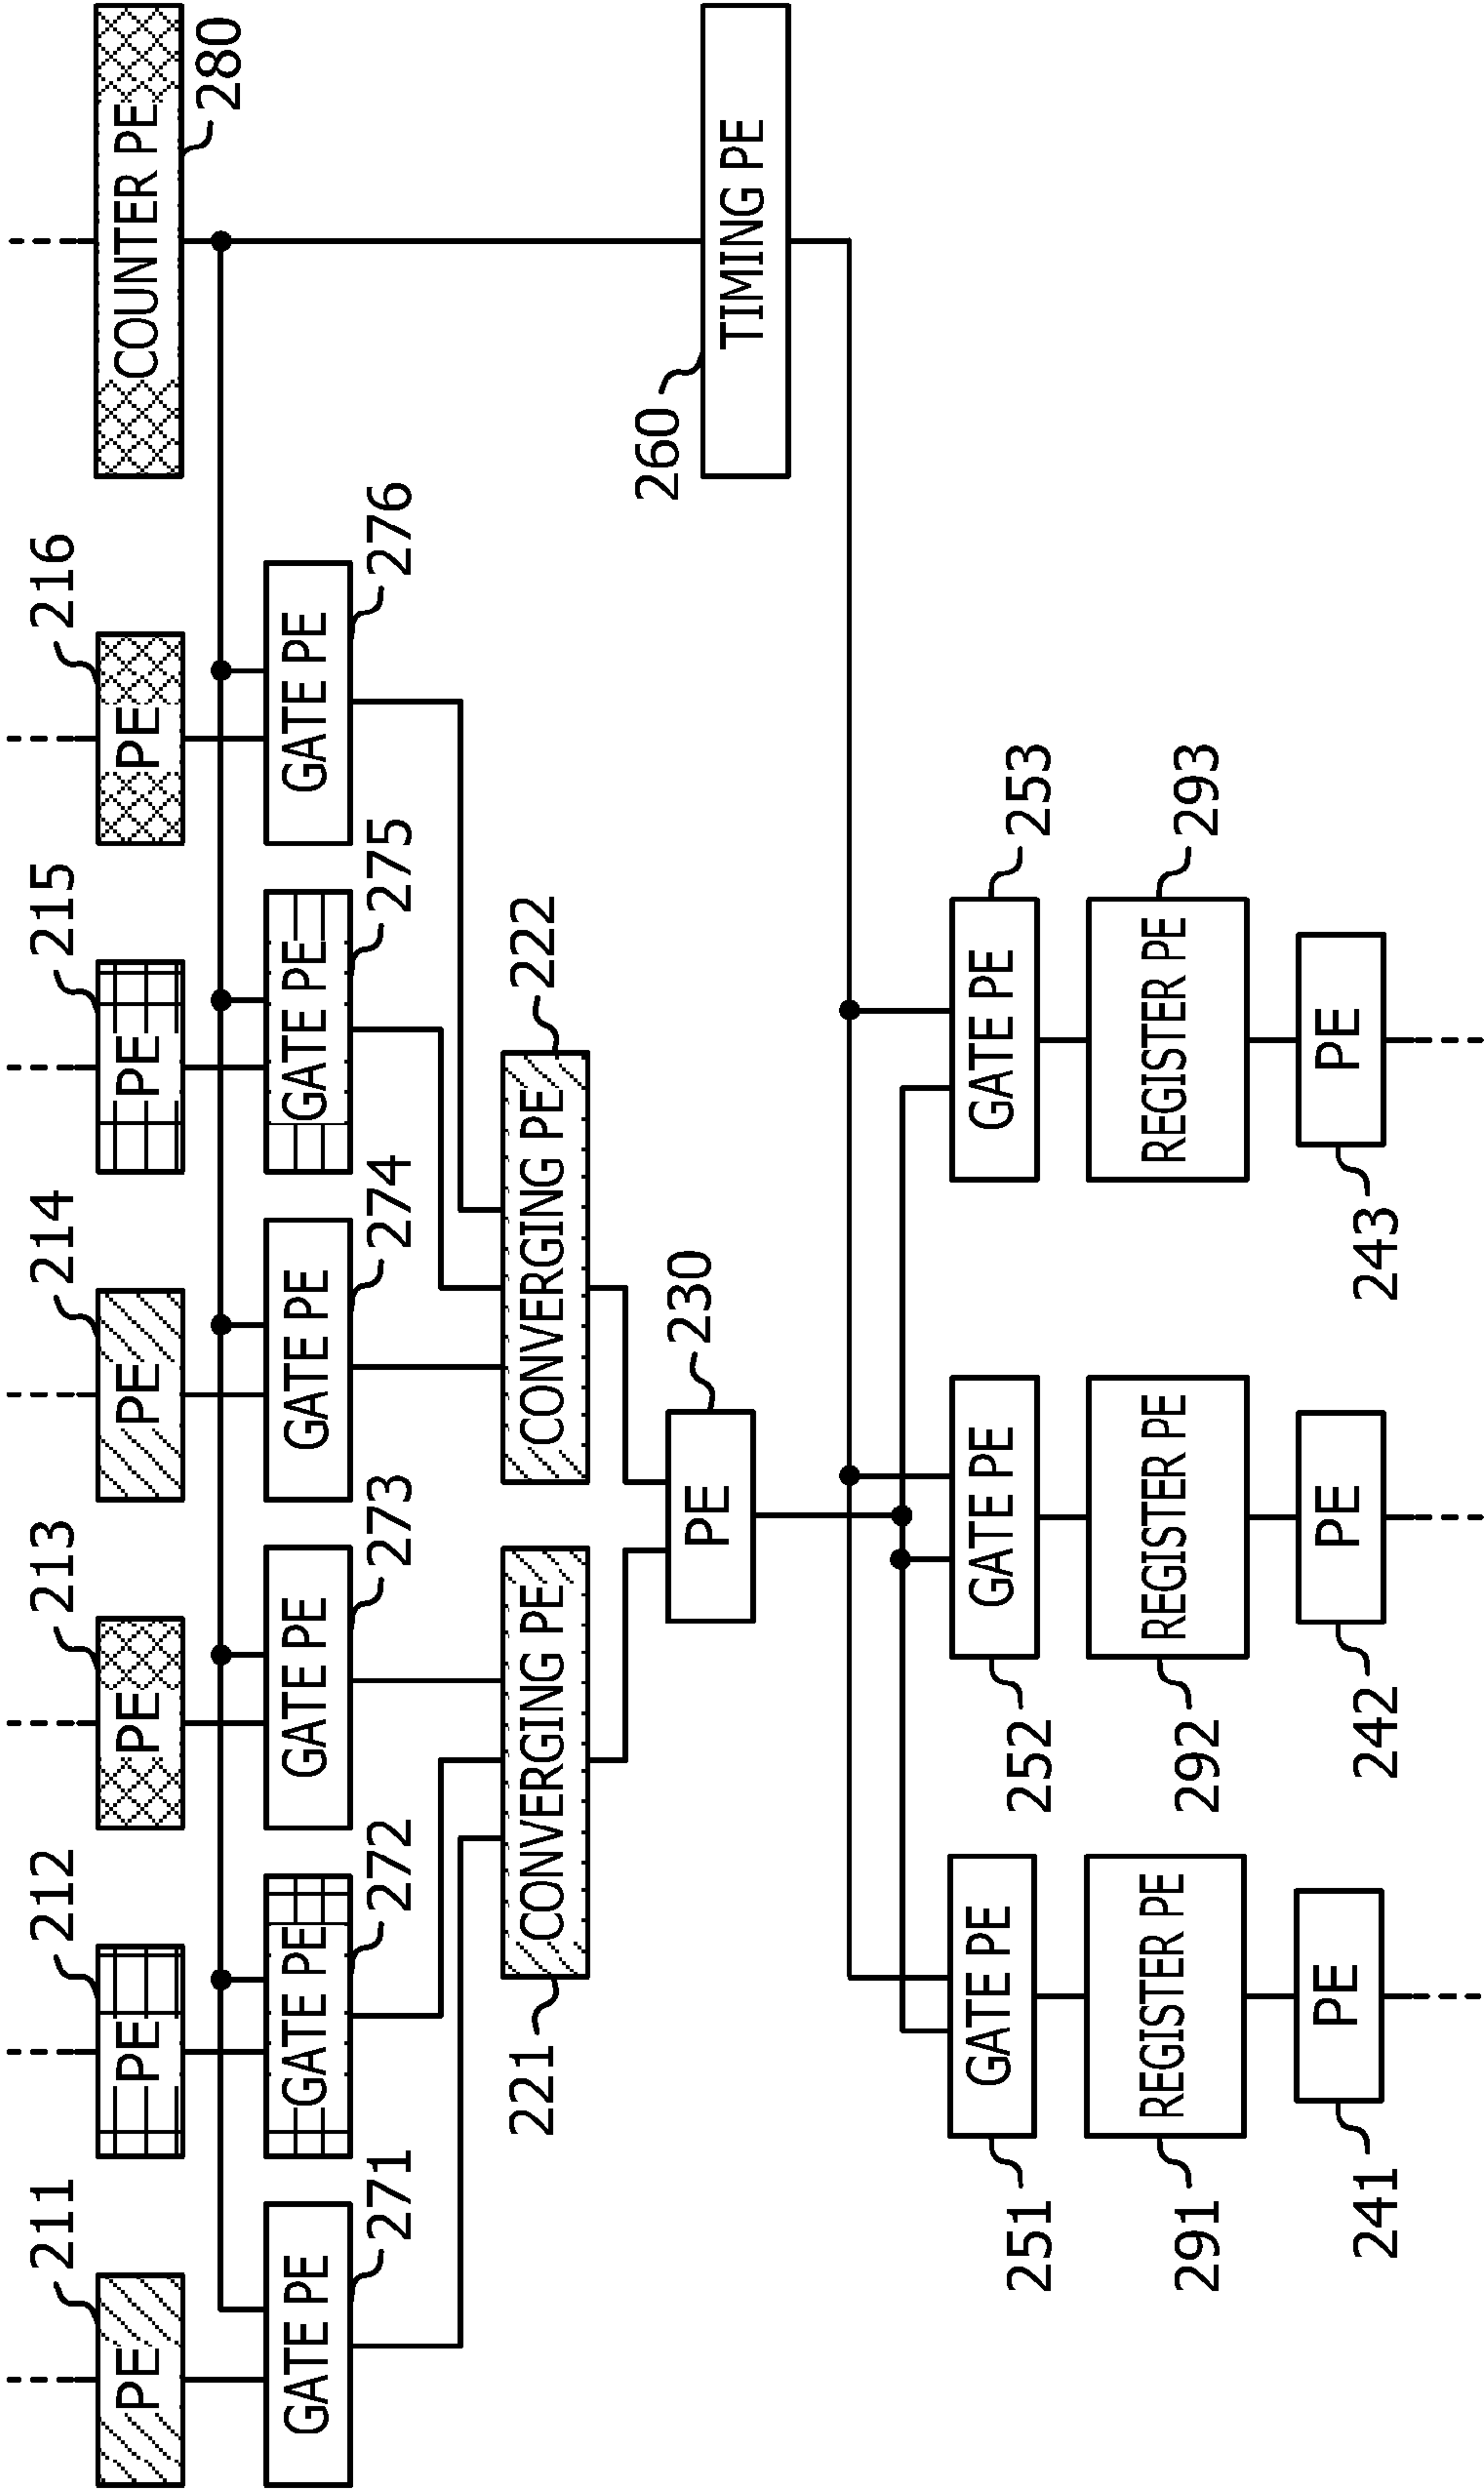 211
212
213
214
215
216
PE
PE
PE
PE
PE
PE
COUNTER PE
280
GATE PE
GATE PE
GATE PE
GATE PE
GATE PE
GATE PE
271
272
273
274
275
276
221
CONVERGING PE
CONVERGING PE
222
PE
230
260
TIMING PE
251
GATE PE
252
GATE PE
GATE PE
253
291
REGISTER PE
292
REGISTER PE
REGISTER PE
293
241
PE
242
PE
243
PE